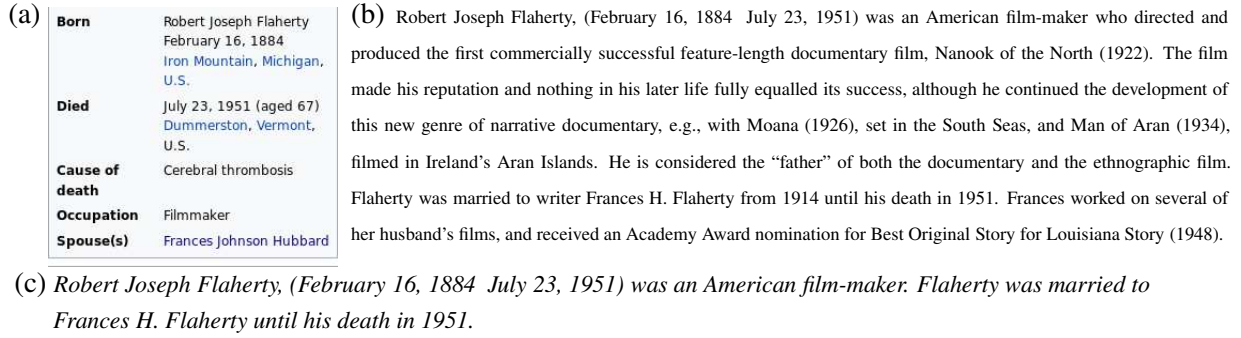 (a)
Born Robert Joseph Flaherty
February 16, 1884
Iron Mountain, Michigan,
U.S.
Died July 23, 1951 (aged 67)
Dummerston, Vermont,
U.S.
Cause of death Cerebral thrombosis
Occupation Filmmaker
Spouse(s) Frances Johnson Hubbard
(b) Robert Joseph Flaherty, (February 16, 1884 July 23, 1951) was an American film-maker who directed and
produced the first commercially successful feature-length documentary film, Nanook of the North (1922). The film
made his reputation and nothing in his later life fully equalled its success, although he continued the development of
this new genre of narrative documentary, e.g., with Moana (1926), set in the South Seas, and Man of Aran (1934),
filmed in Ireland's Aran Islands. He is considered the “father” of both the documentary and the ethnographic film.
Flaherty was married to writer Frances H. Flaherty from 1914 until his death in 1951. Frances worked on several of
her husband's films, and received an Academy Award nomination for Best Original Story for Louisiana Story (1948).
(c) Robert Joseph Flaherty, (February 16, 1884 July 23, 1951) was an American film-maker. Flaherty was married to
Frances H. Flaherty until his death in 1951.